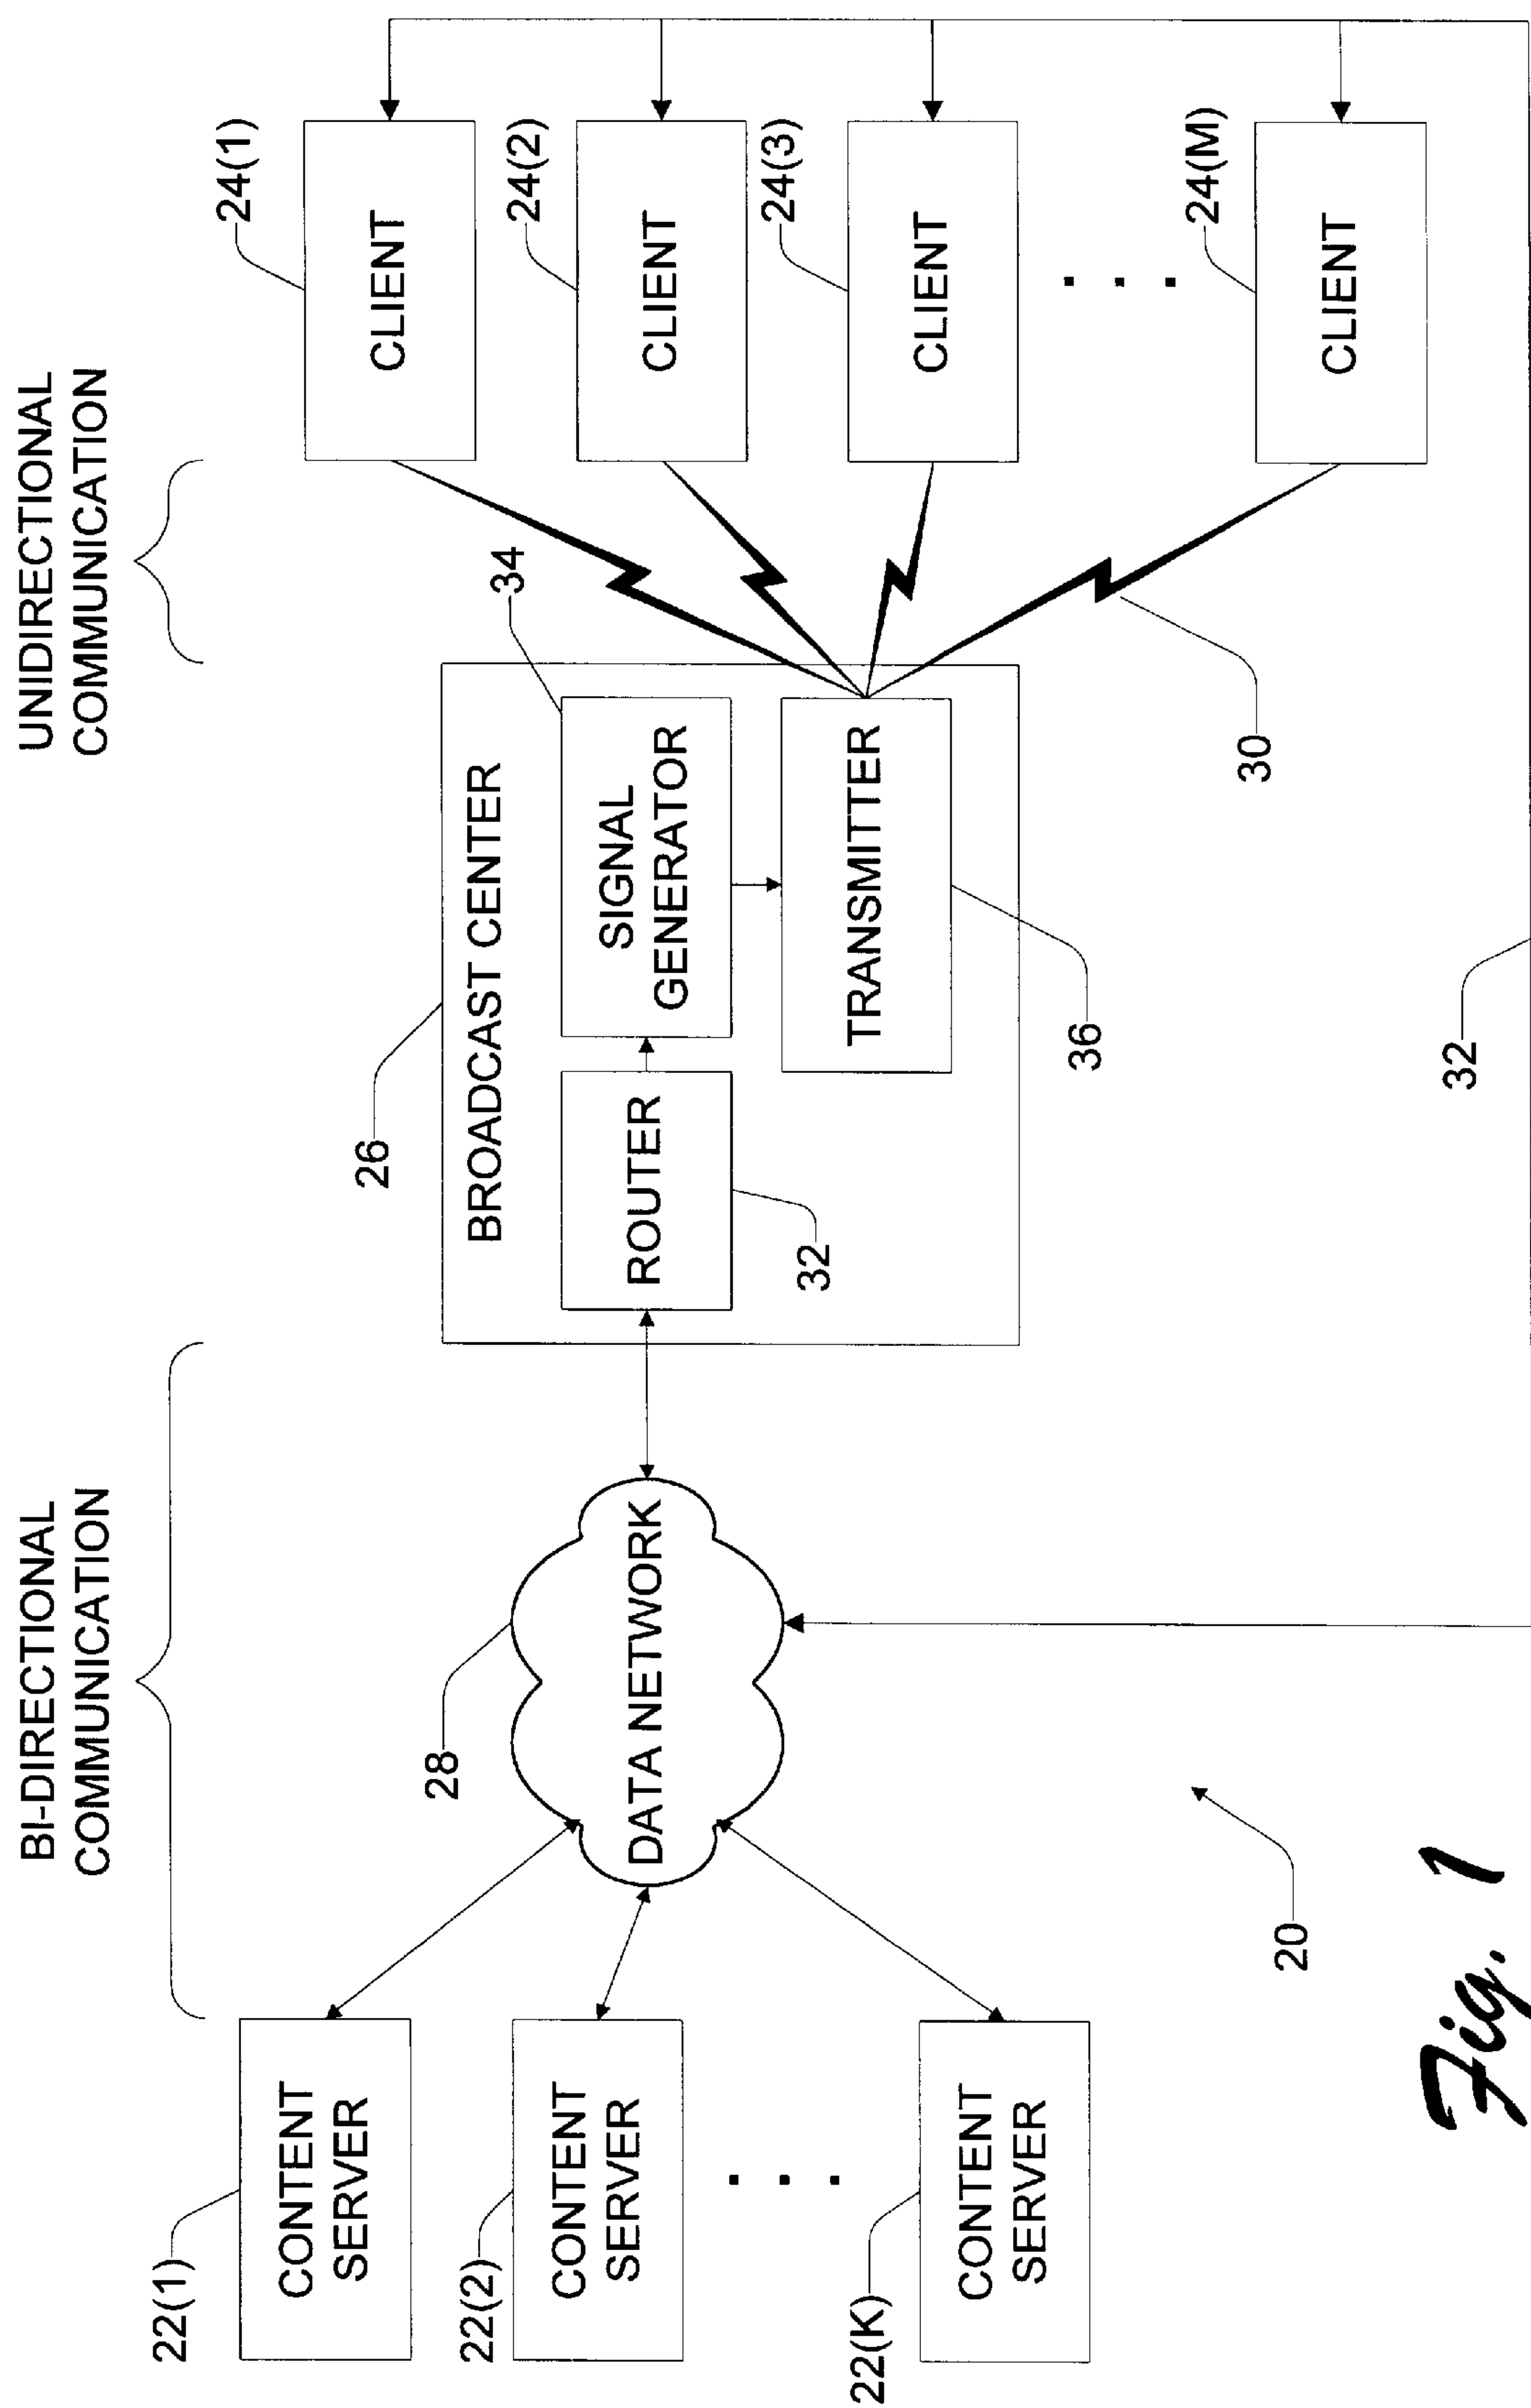 BI-DIRECTIONAL
COMMUNICATION
UNIDIRECTIONAL
COMMUNICATION
22(1)
CONTENT
SERVER
22(2)
CONTENT
SERVER
. . .
22(K)
CONTENT
SERVER
28
DATA NETWORK
26
BROADCAST CENTER
ROUTER
32
SIGNAL
GENERATOR
34
TRANSMITTER
36
30
24(1)
CLIENT
24(2)
CLIENT
24(3)
CLIENT
. . .
24(M)
CLIENT
32
20
Fig. 1